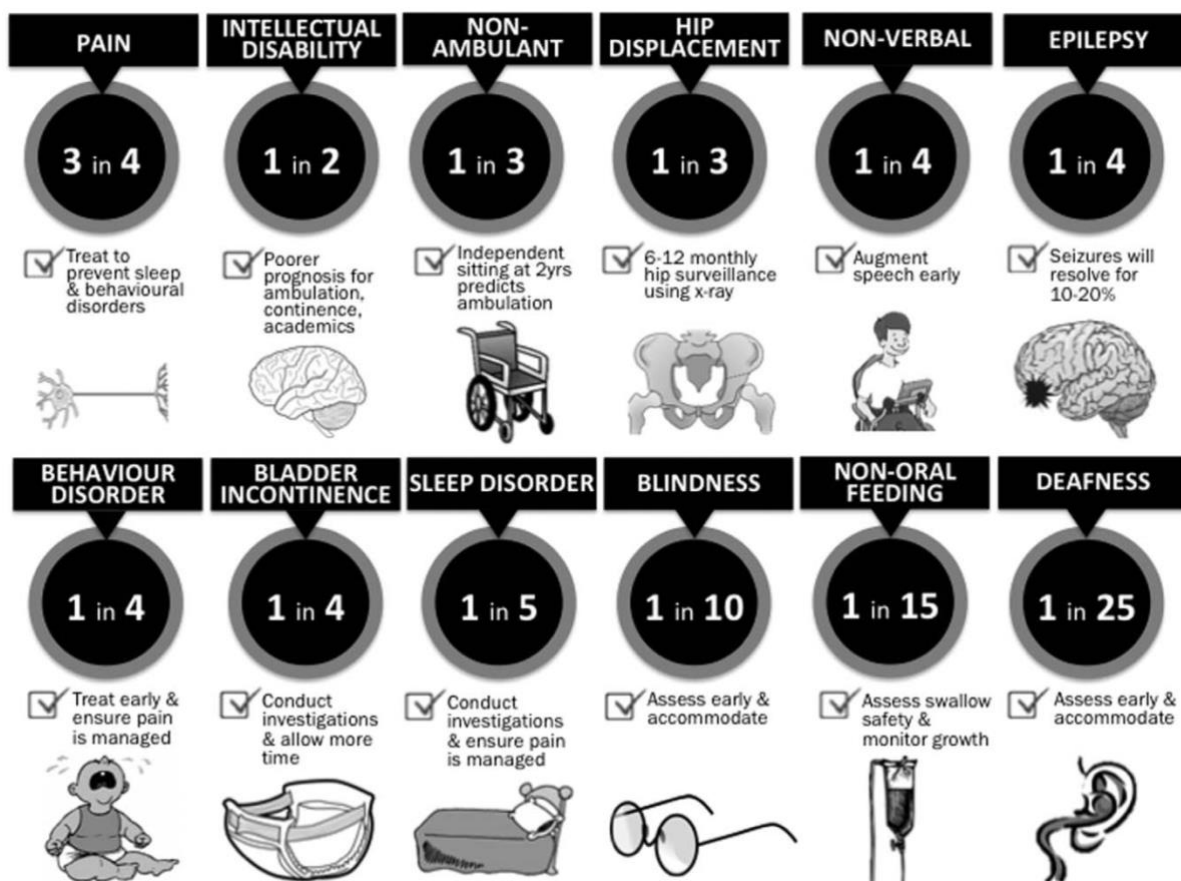 PAIN
INTELLECTUAL
DISABILITY
NON-
AMBULANT
HIP
DISPLACEMENT
NON-VERBAL
EPILEPSY
3 in 4
1 in 2
1 in 3
1 in 3
1 in 4
1 in 4
Treat to
prevent sleep
& behavioural
disorders
Poorer
prognosis for
ambulation,
continence,
academics
Independent
sitting at 2yrs
predicts
ambulation
6-12 monthly
hip surveillance
using x-ray
Augment
speech early
Seizures will
resolve for
10-20%
BEHAVIOUR
DISORDER
BLADDER
INCONTINENCE
SLEEP DISORDER
BLINDNESS
NON-ORAL
FEEDING
DEAFNESS
1 in 4
1 in 4
1 in 5
1 in 10
1 in 15
1 in 25
Treat early &
ensure pain
is managed
Conduct
investigations
& allow more
time
Conduct
investigations
& ensure pain
is managed
Assess early &
accommodate
Assess swallow
safety &
monitor growth
Assess early &
accommodate